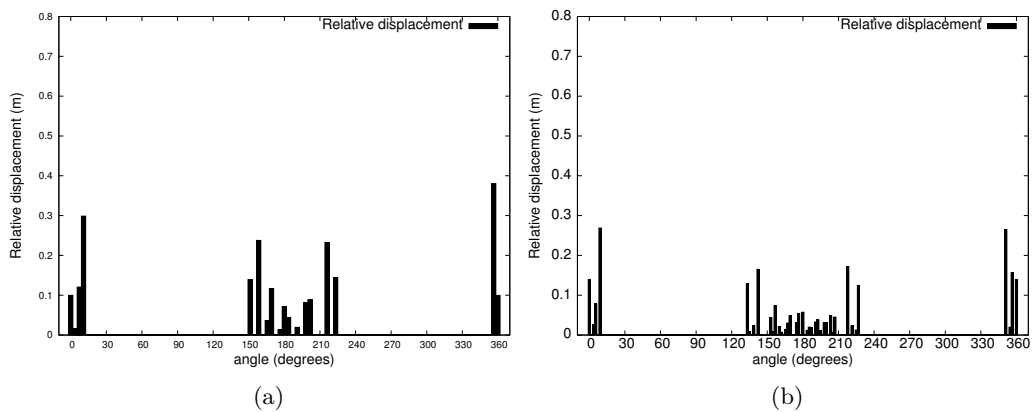 Relative displacement
Relative displacement (m)
0.8
0.7
0.6
0.5
0.4
0.3
0.2
0.1
0
0 30 60 90 120 150 180 210 240 270 300 330 360
angle (degrees)
(a)
Relative displacement
Relative displacement (m)
0.8
0.7
0.6
0.5
0.4
0.3
0.2
0.1
0
0 30 60 90 120 150 180 210 240 270 300 330 360
angle (degrees)
(b)